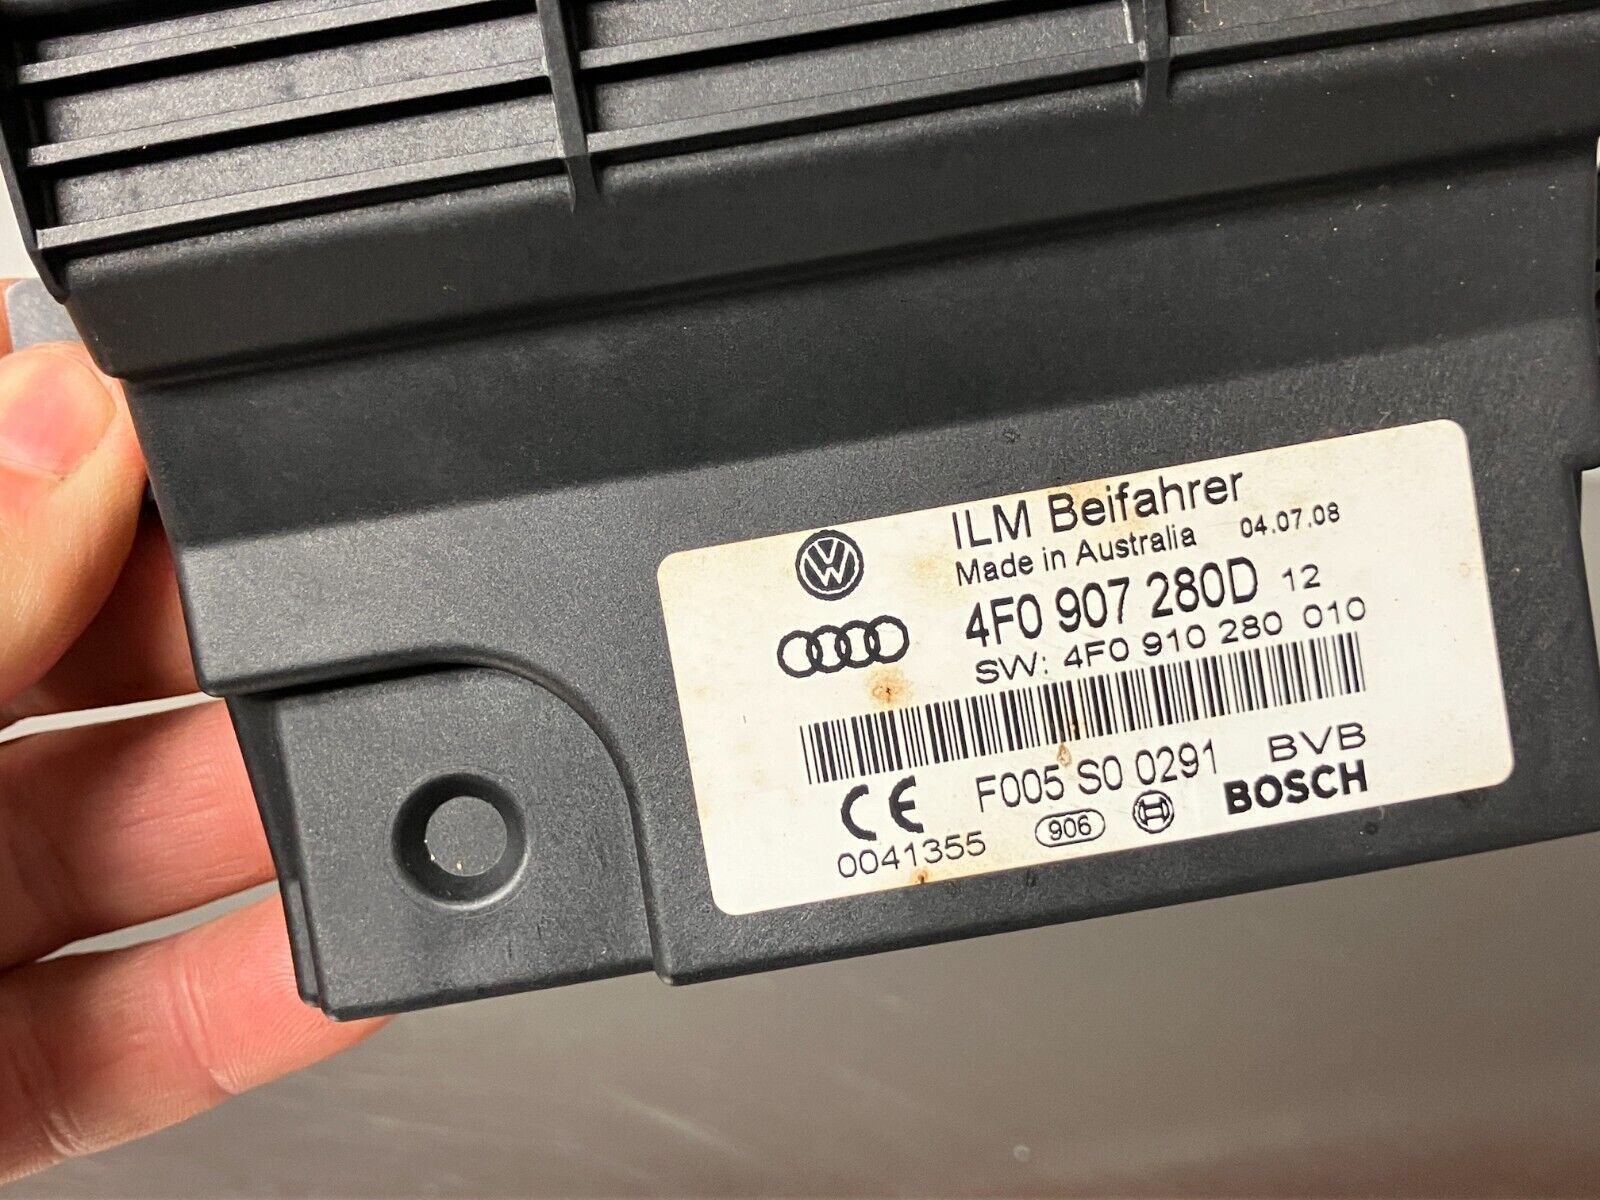 ILM Beifahrer
Made in Australia 04.07.08
4F0 907 280D 12
SW: 4F0 910 280 010
F005 S0 0291 BVB
CE 906 BOSCH
0041355